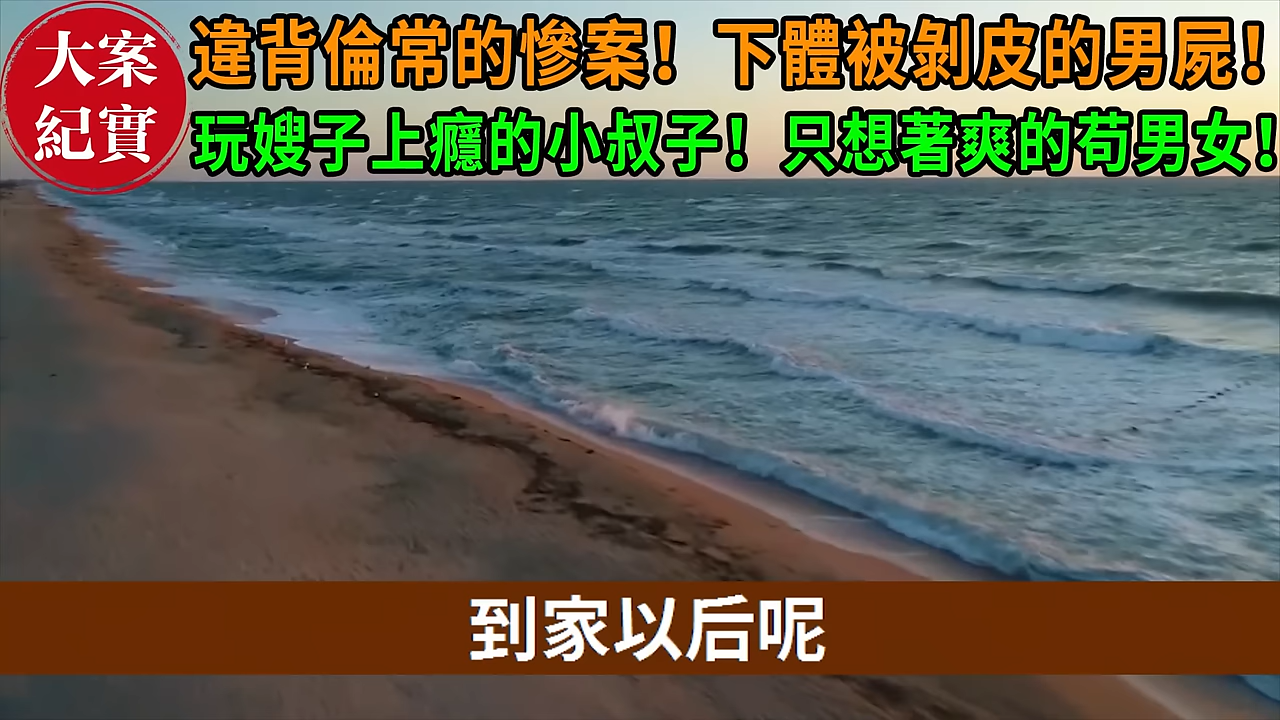 大案
紀實
違背倫常的慘案！下體被剝皮的男屍！
玩嫂子上癮的小叔子！只想著爽的苟男女！
到家以后呢